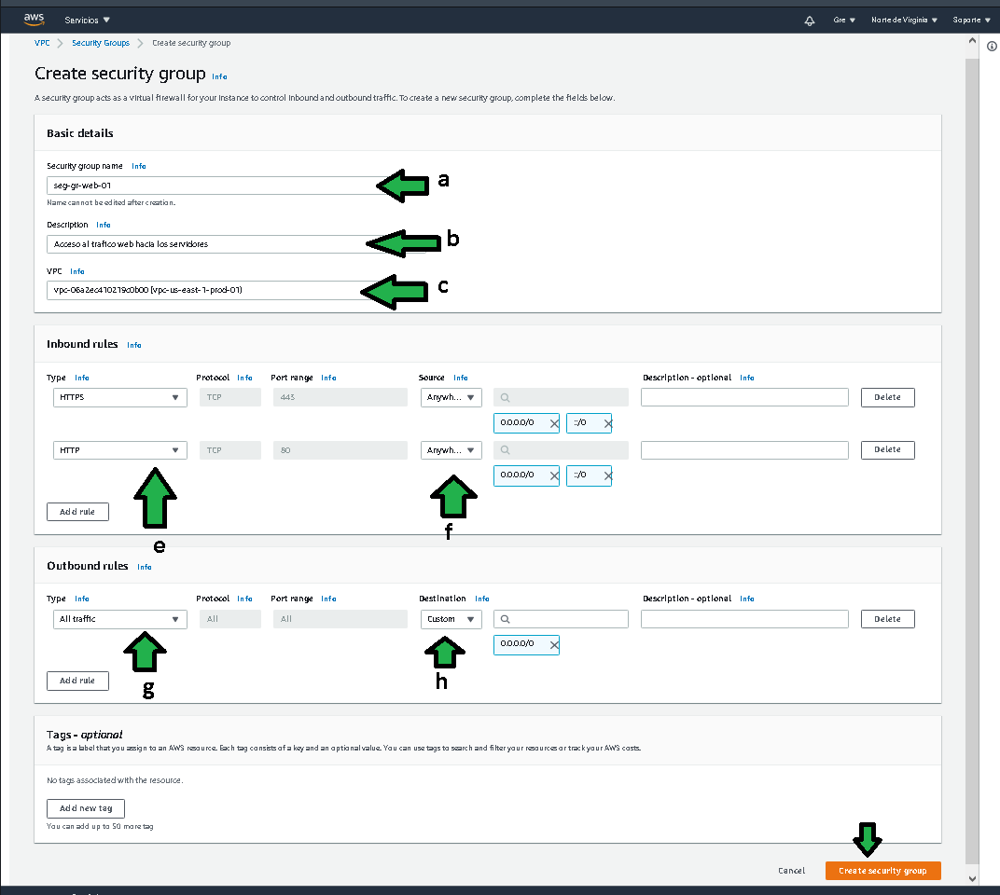 aws Servicios Gre Norte de Virginia Soporte
VPC Security Groups Create security group
Create security group Info
A security group acts as a virtual firewall for your instance to control inbound and outbound traffic. To create a new security group, complete the fields below.
Basic details
Security group name Info
seg-gr-web-01 a
Name cannot be edited after creation.
Description Info
Acceso al trafico web hacia los servidores b
VPC Info
vpc-06a2ec410219c0b00 (vpc-us-east-1-prod-01) c
Inbound rules Info
Type Info Protocol Info Port range Info Source Info Description - optional Info
HTTPS TCP 443 Anywh... Delete
0.0.0.0/0 ::/0
HTTP TCP 80 Anywh... Delete
0.0.0.0/0 ::/0
Add rule
e f
Outbound rules Info
Type Info Protocol Info Port range Info Destination Info Description - optional Info
All traffic All All Custom Delete
0.0.0.0/0
Add rule
g h
Tags - optional
A tag is a label that you assign to an AWS resource. Each tag consists of a key and an optional value. You can use tags to search and filter your resources or track your AWS costs.
No tags associated with the resource.
Add new tag
You can add up to 50 more tag
Cancel Create security group